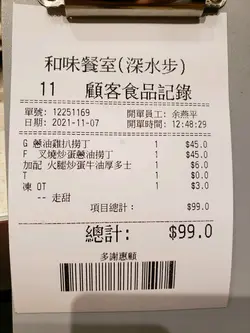 和味餐室(深水步)
11 顧客食品記錄
單號: 12251169 開單員工: 余燕平
日期: 2021-11-07 開單時間: 12:48:29
G 蔥油雞扒撈丁 1 $45.0
F 叉燒炒蛋蔥油撈丁 1 $45.0
加配 火腿炒蛋牛油厚多士 1 $6.0
T 1 $0.0
凍 OT 1 $3.0
-- 走甜
項目總計: $99.0
總計: $99.0
多謝惠顧